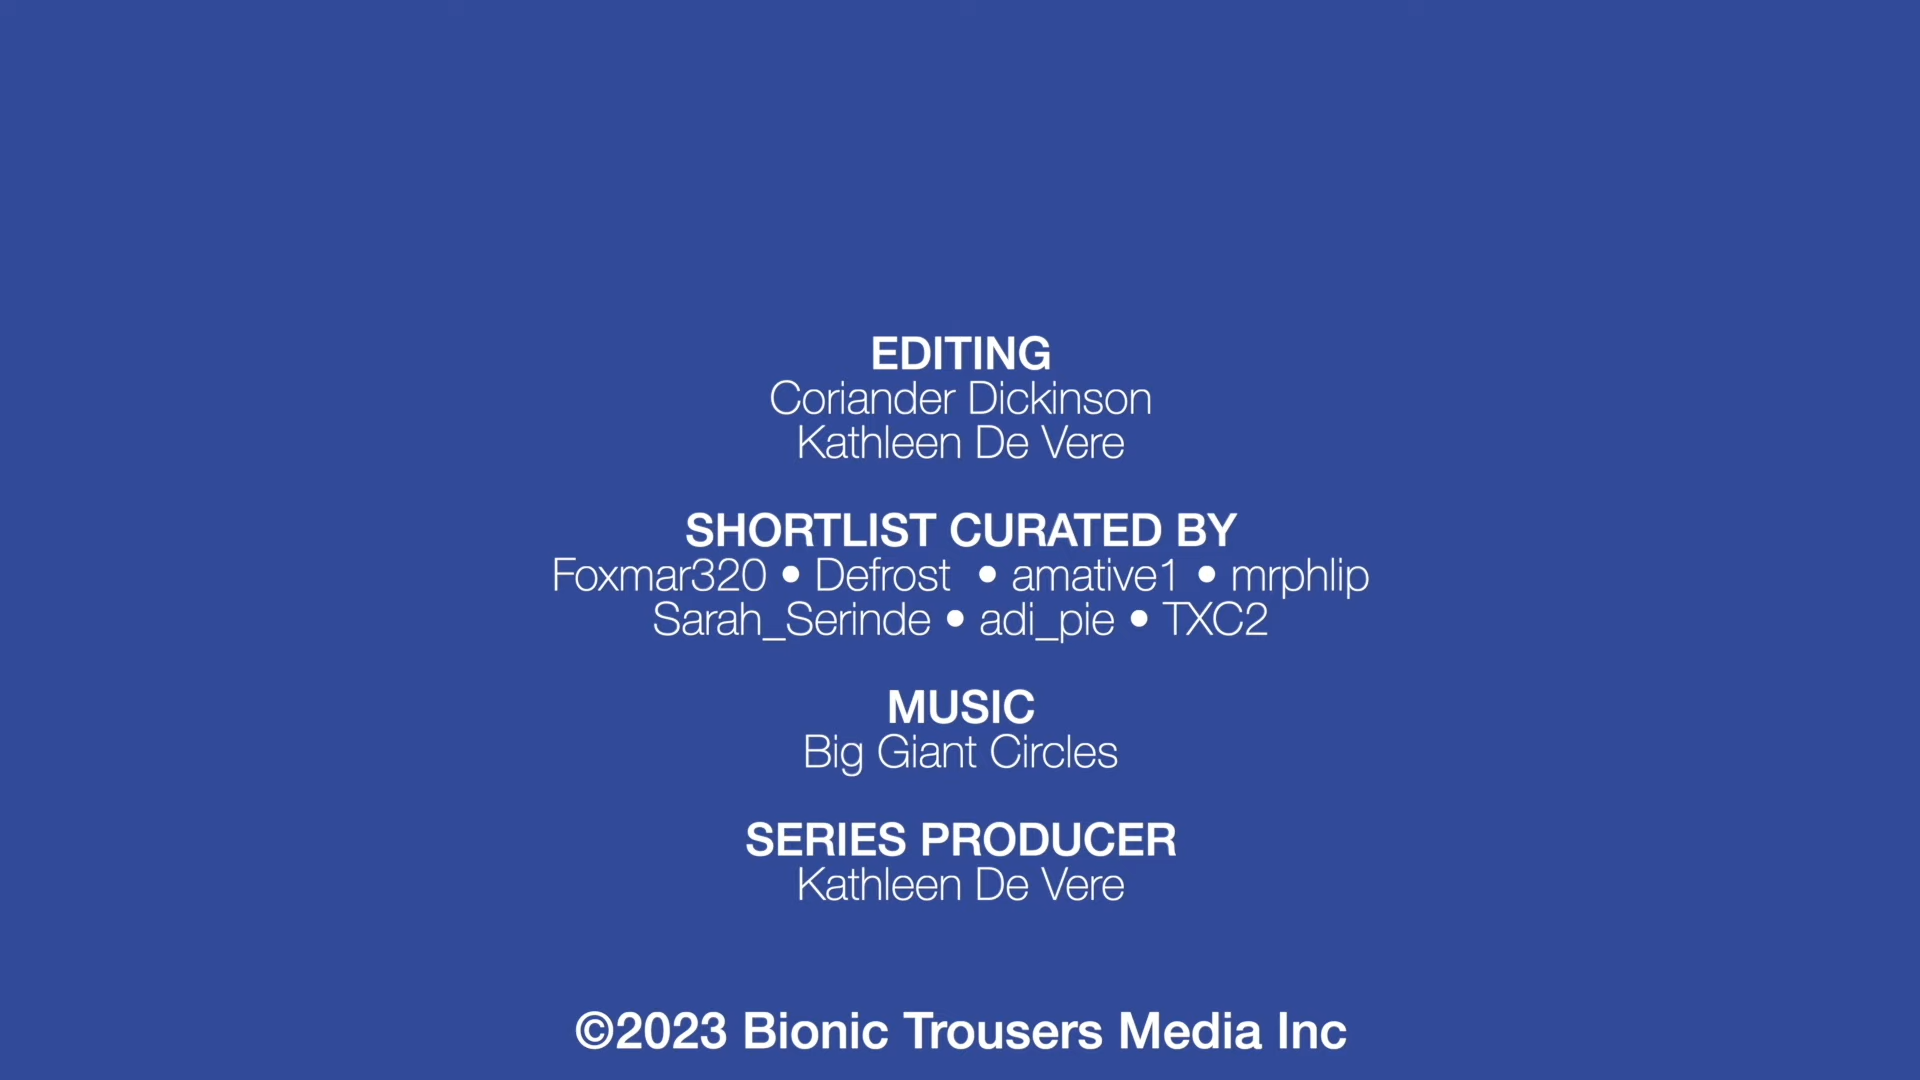 EDITING
Coriander Dickinson
Kathleen De Vere
SHORTLIST CURATED BY
Foxmar320 • Defrost • amative1 • mrphlip
Sarah_Serinde • adi_pie • TXC2
MUSIC
Big Giant Circles
SERIES PRODUCER
Kathleen De Vere
©2023 Bionic Trousers Media Inc